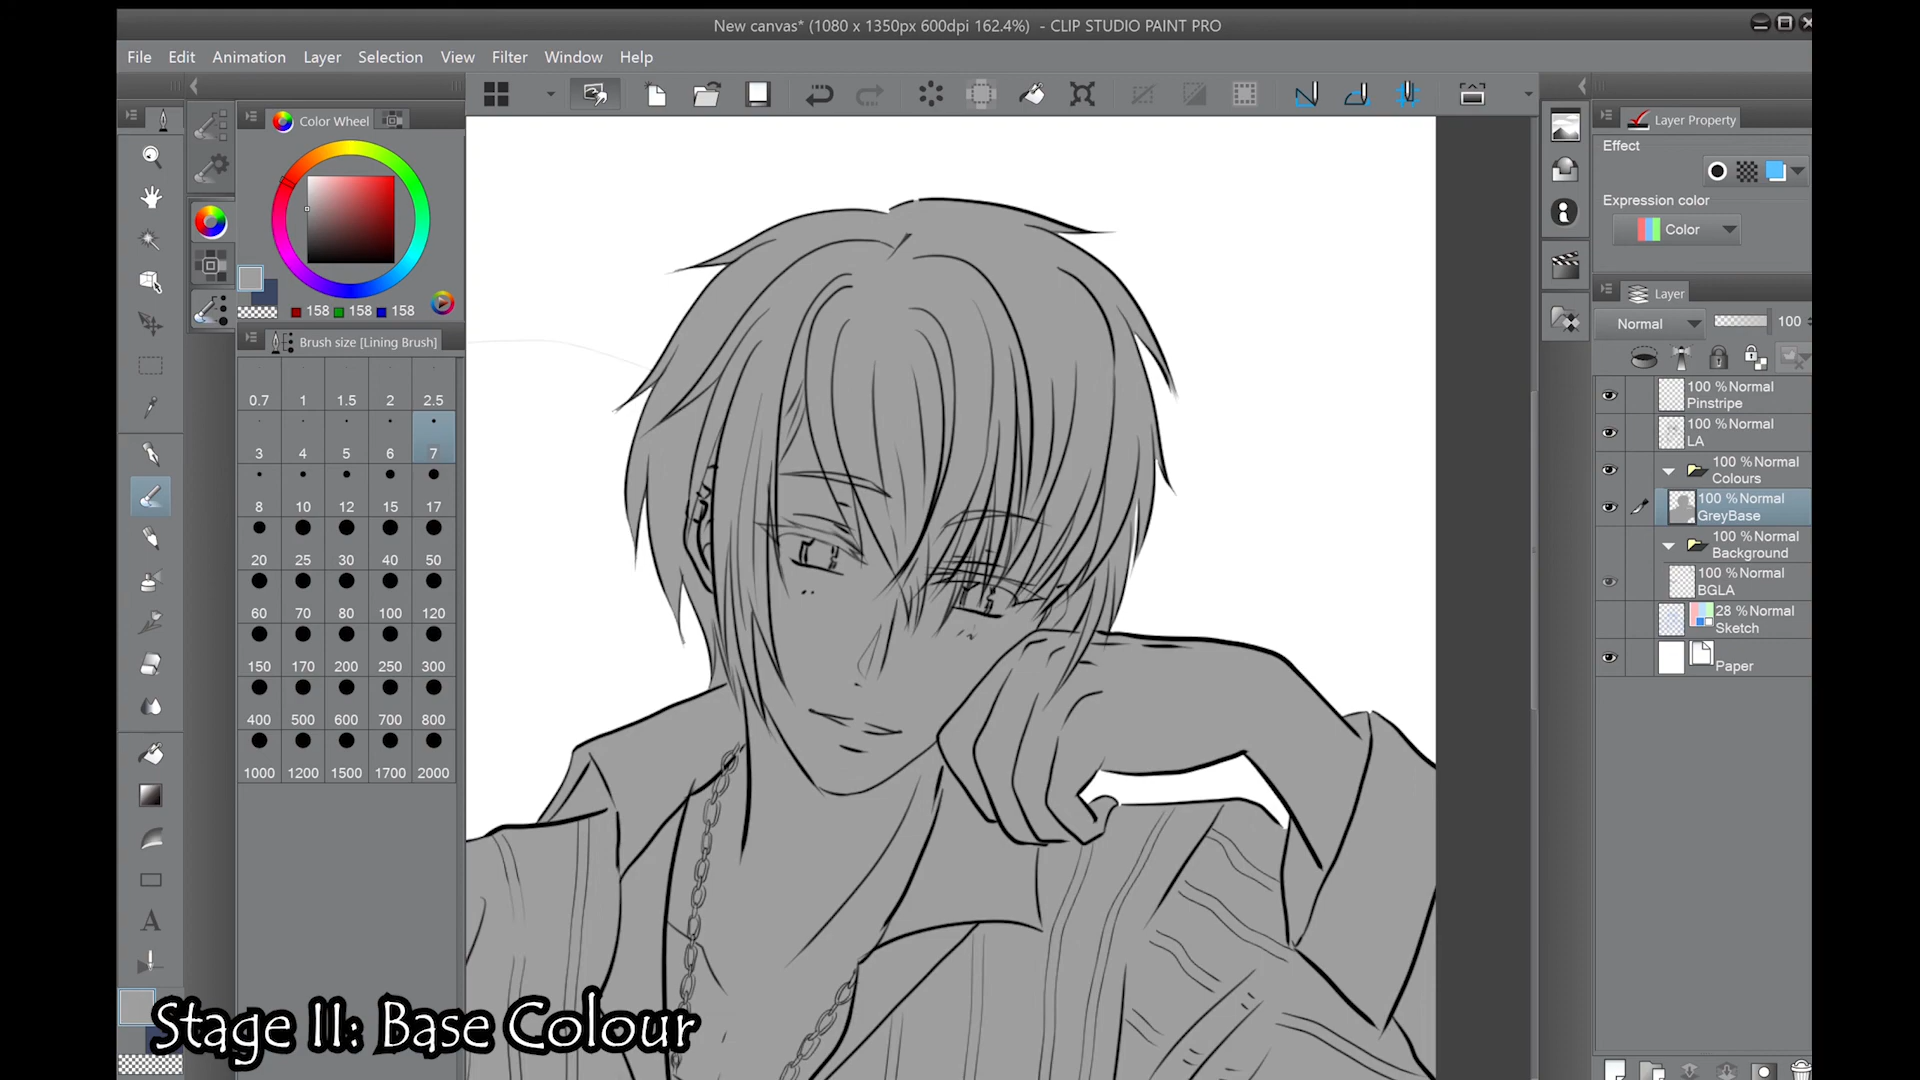 New canvas* (1080 x 1350px 600dpi 162.4%) - CLIP STUDIO PAINT PRO
File Edit Animation Layer Selection View Filter Window Help
Color Wheel
158 158 158
Brush size [Lining Brush]
0.7 1 1.5 2 2.5
3 4 5 6 7
8 10 12 15 17
20 25 30 40 50
60 70 80 100 120
150 170 200 250 300
400 500 600 700 800
1000 1200 1500 1700 2000
A
Stage II: Base Colour
Layer Property
Effect
Expression color
Color
Layer
Normal 100
100 % Normal
Pinstripe
100 % Normal
LA
100 % Normal
Colours
100 % Normal
GreyBase
100 % Normal
Background
100 % Normal
BGLA
28 % Normal
Sketch
Paper